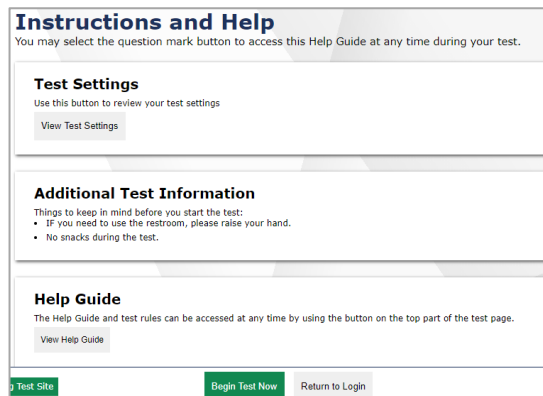 Instructions and Help
You may select the question mark button to access this Help Guide at any time during your test.
Test Settings
Use this button to review your test settings
View Test Settings
Additional Test Information
Things to keep in mind before you start the test:
• IF you need to use the restroom, please raise your hand.
• No snacks during the test.
Help Guide
The Help Guide and test rules can be accessed at any time by using the button on the top part of the test page.
View Help Guide
Test Site
Begin Test Now
Return to Login